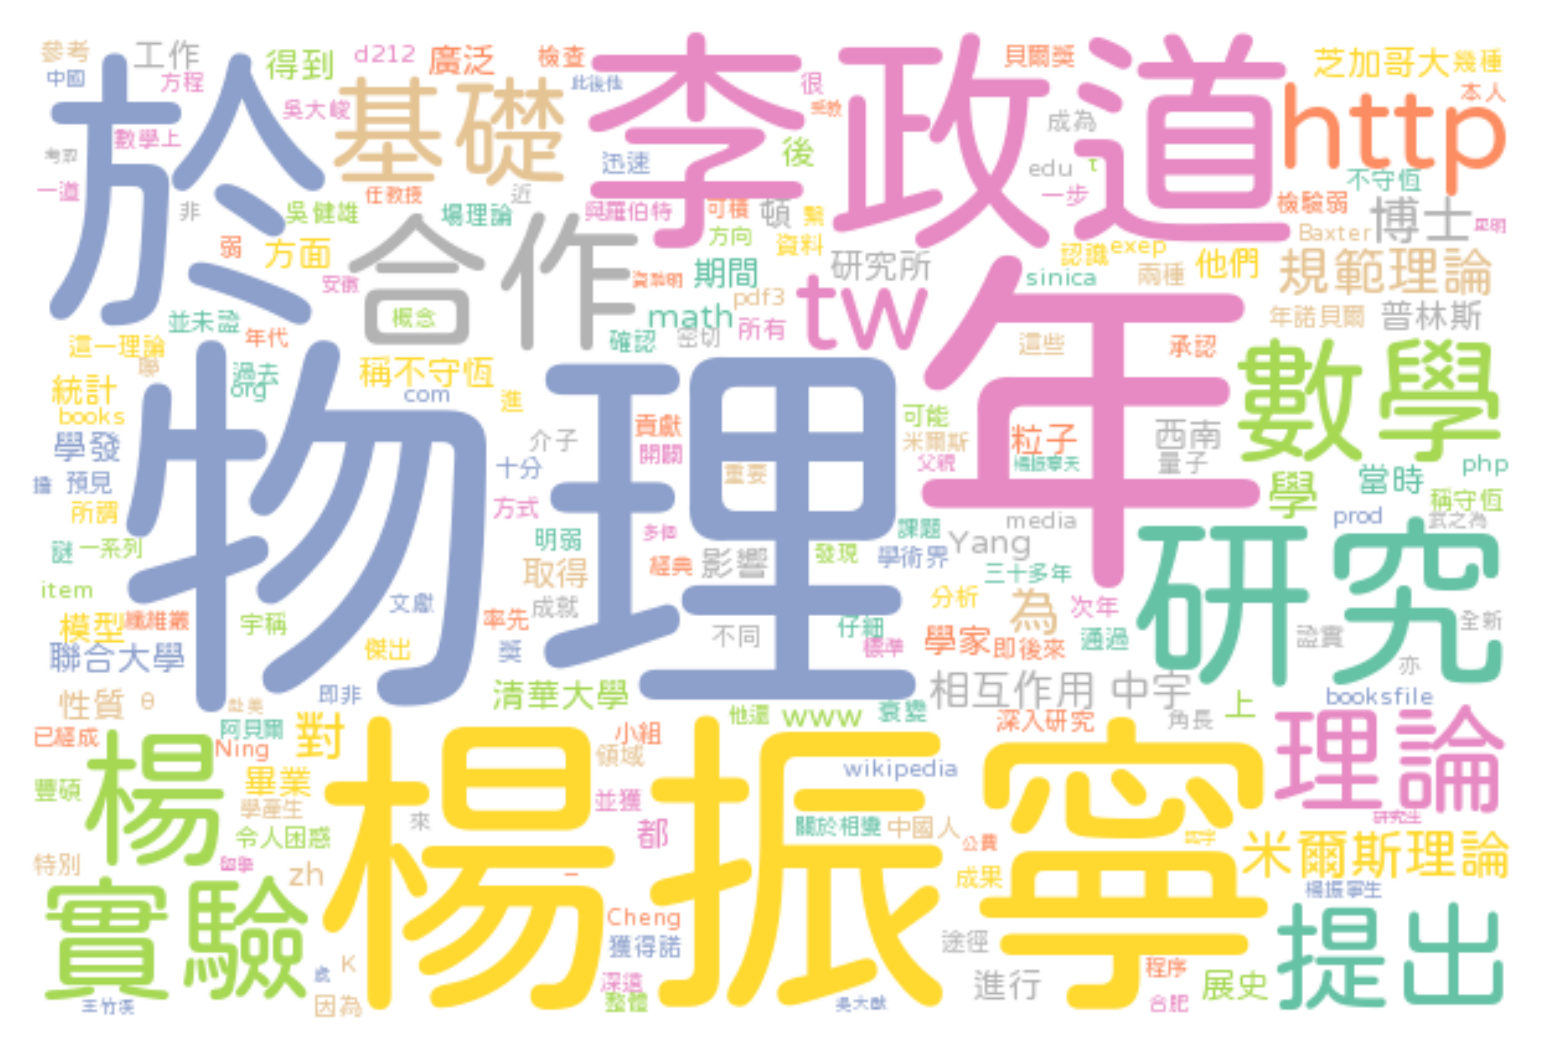 參考
工作
得到
d212
廣泛
檢查
李政道
貝爾獎
芝加哥大
幾種
中國
方程
於
基礎
此後他
很
http
本人
吳大峻
數學上
迅速
後
成為
edu
τ
不守恆
一道
非
吳健雄
任教授
近
場理論
與羅伯特
可積
頓
繫
一步
檢驗弱
博士
Baxter
弱
方面
合作
方向
資料
研究所
認識
exep
他們
規範理論
安徽
期間
pdf3
tw
sinica
兩種
概念
math
所有
年
年諾貝爾
普林斯
並未證
年代
確認
密切
這些
承認
這一理論
過去
稱不守恆
數學
統計
org
com
進
物理
books
介子
貢獻
可能
粒子
西南
學發
開關
米爾斯
量子
預見
十分
重要
父親
學
當時
php
所謂
方式
稱守恆
media
prod
謎
一系列
明弱
多個
課題
Yang
研究
item
取得
經典
影響
發現
學術界
三十多年
模型
纖維叢
宇稱
文獻
率先
成就
分析
為
次年
全新
聯合大學
傑出
獎
不同
仔細
標準
學家
即後來
通過
證實
亦
性質
θ
即非
清華大學
相互作用
中宇
booksfile
已經成
阿貝爾
Ning
對
他還
www
衰變
深入研究
角長
上
理論
楊
小組
領域
豐碩
畢業
學產生
楊振寧
wikipedia
並獲
令人困惑
來
都
關於相變
中國人
研究生
特別
留學
zh
公費
米爾斯理論
實驗
成果
楊振寧生
Cheng
獲得諾
途徑
提出
K
深遠
進行
程序
展史
因為
整體
吳大猷
合肥